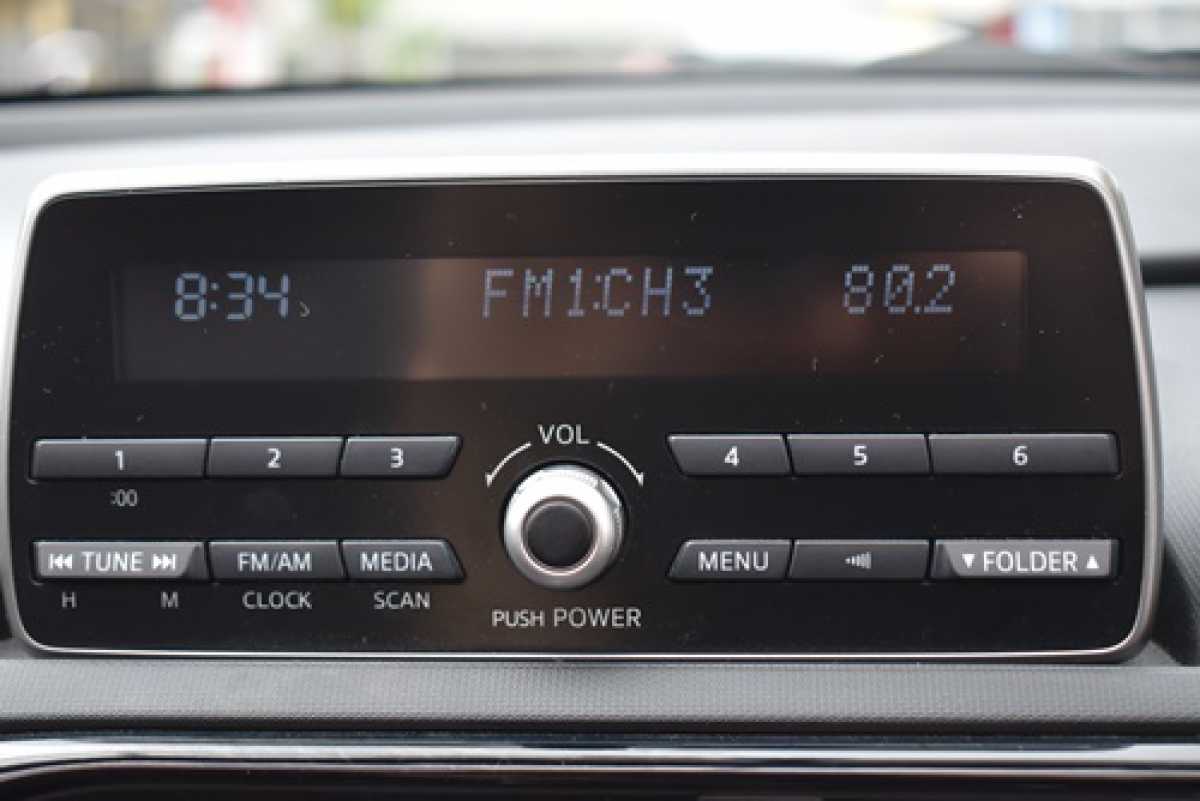 8:34 FM1:CH3 80.2
VOL
1 2 3 4 5 6
:00
TUNE FM/AM MEDIA MENU FOLDER
H M CLOCK SCAN
PUSH POWER